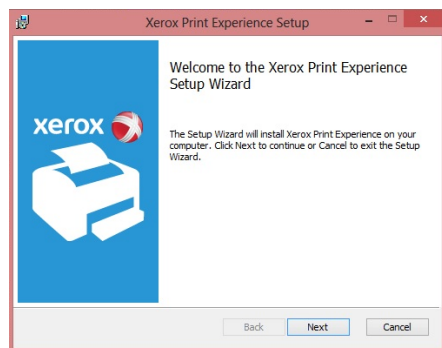 Xerox Print Experience Setup
Welcome to the Xerox Print Experience
Setup Wizard
xerox
The Setup Wizard will install Xerox Print Experience on your
computer. Click Next to continue or Cancel to exit the Setup
Wizard.
Back Next Cancel